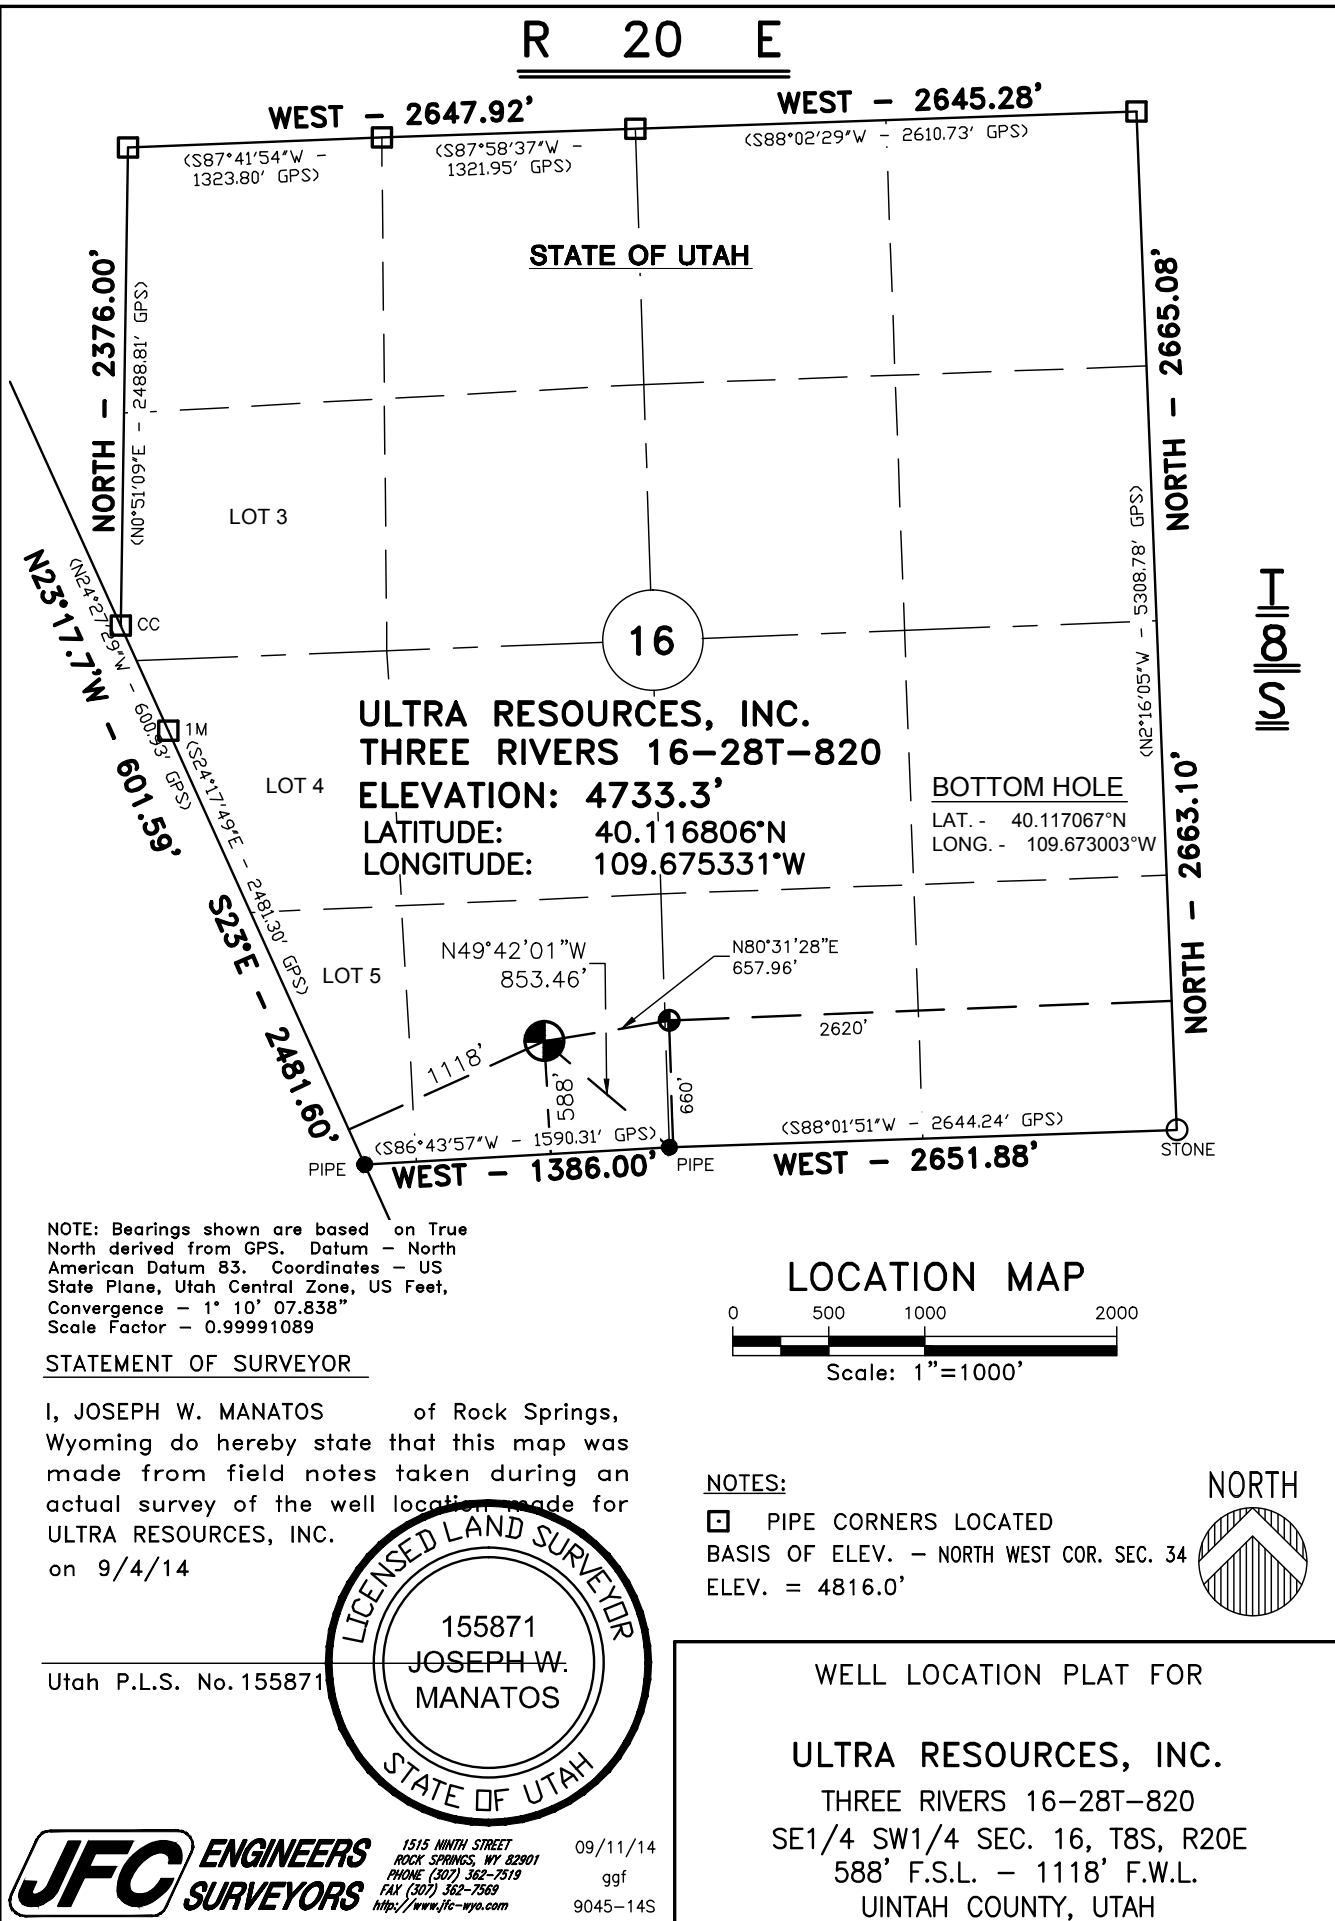 R 20 E
WEST – 2647.92'
WEST – 2645.28'
(S87°41'54"W –
1323.80' GPS)
(S87°58'37"W –
1321.95' GPS)
(S88°02'29"W – 2610.73' GPS)
STATE OF UTAH
NORTH – 2376.00'
(N0°51'09"E – 2488.81' GPS)
NORTH – 2665.08'
(N2°16'05"W – 5308.78' GPS)
T
8
S
LOT 3
CC
16
N23°17.7'W – 601.59'
(N24°27'29"W – 600.93' GPS)
1M
ULTRA RESOURCES, INC.
THREE RIVERS 16–28T–820
ELEVATION: 4733.3'
LATITUDE: 40.116806°N
LONGITUDE: 109.675331°W
LOT 4
BOTTOM HOLE
LAT. - 40.117067°N
LONG. - 109.673003°W
NORTH – 2663.10'
S23°E – 2481.60'
(S24°17'49"E – 2481.30' GPS)
LOT 5
N49°42'01"W
853.46'
N80°31'28"E
657.96'
1118'
588'
660'
2620'
(S86°43'57"W – 1590.31' GPS)
(S88°01'51"W – 2644.24' GPS)
PIPE
WEST – 1386.00'
PIPE
WEST – 2651.88'
STONE
NOTE: Bearings shown are based on True
North derived from GPS. Datum – North
American Datum 83. Coordinates – US
State Plane, Utah Central Zone, US Feet,
Convergence – 1° 10' 07.838"
Scale Factor – 0.99991089
LOCATION MAP
0 500 1000 2000
Scale: 1"=1000'
STATEMENT OF SURVEYOR
I, JOSEPH W. MANATOS of Rock Springs,
Wyoming do hereby state that this map was
made from field notes taken during an
actual survey of the well location made for
ULTRA RESOURCES, INC.
on 9/4/14
NOTES:
PIPE CORNERS LOCATED
BASIS OF ELEV. – NORTH WEST COR. SEC. 34
ELEV. = 4816.0'
NORTH
LICENSED LAND SURVEYOR
155871
JOSEPH W.
MANATOS
STATE OF UTAH
Utah P.L.S. No. 155871
WELL LOCATION PLAT FOR
ULTRA RESOURCES, INC.
THREE RIVERS 16–28T–820
SE1/4 SW1/4 SEC. 16, T8S, R20E
588' F.S.L. – 1118' F.W.L.
UINTAH COUNTY, UTAH
JFC
ENGINEERS
SURVEYORS
1515 NINTH STREET
ROCK SPRINGS, WY 82901
PHONE (307) 362-7519
FAX (307) 362-7569
http://www.jfc-wyo.com
09/11/14
ggf
9045–14S